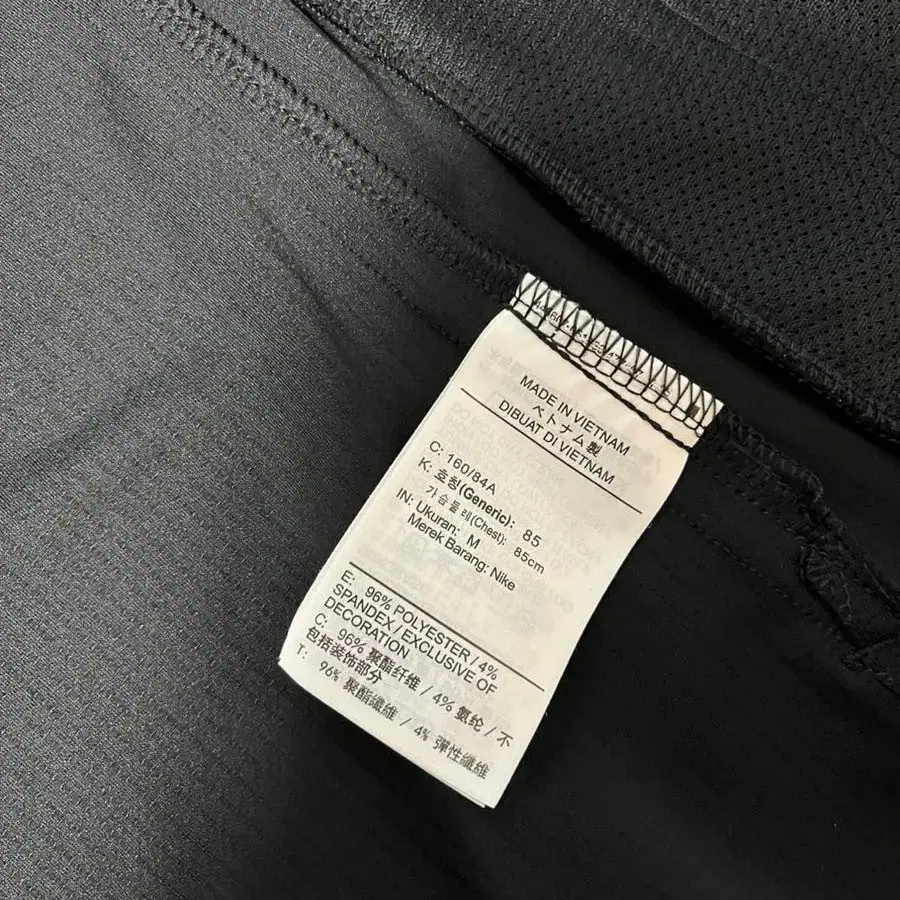 MADE IN VIETNAM
ベトナム製
DIBUAT DI VIETNAM
C: 160/84A
K: 호칭(Generic): 85
가슴둘레(Chest): 85cm
IN: Ukuran: M
Merek Barang: Nike
E: 96% POLYESTER / 4%
SPANDEX / EXCLUSIVE OF
DECORATION
C: 96% 聚酯纤维 / 4% 氨纶 / 不
包括装饰部分
T: 96% 聚酯纖維 / 4% 彈性纖維